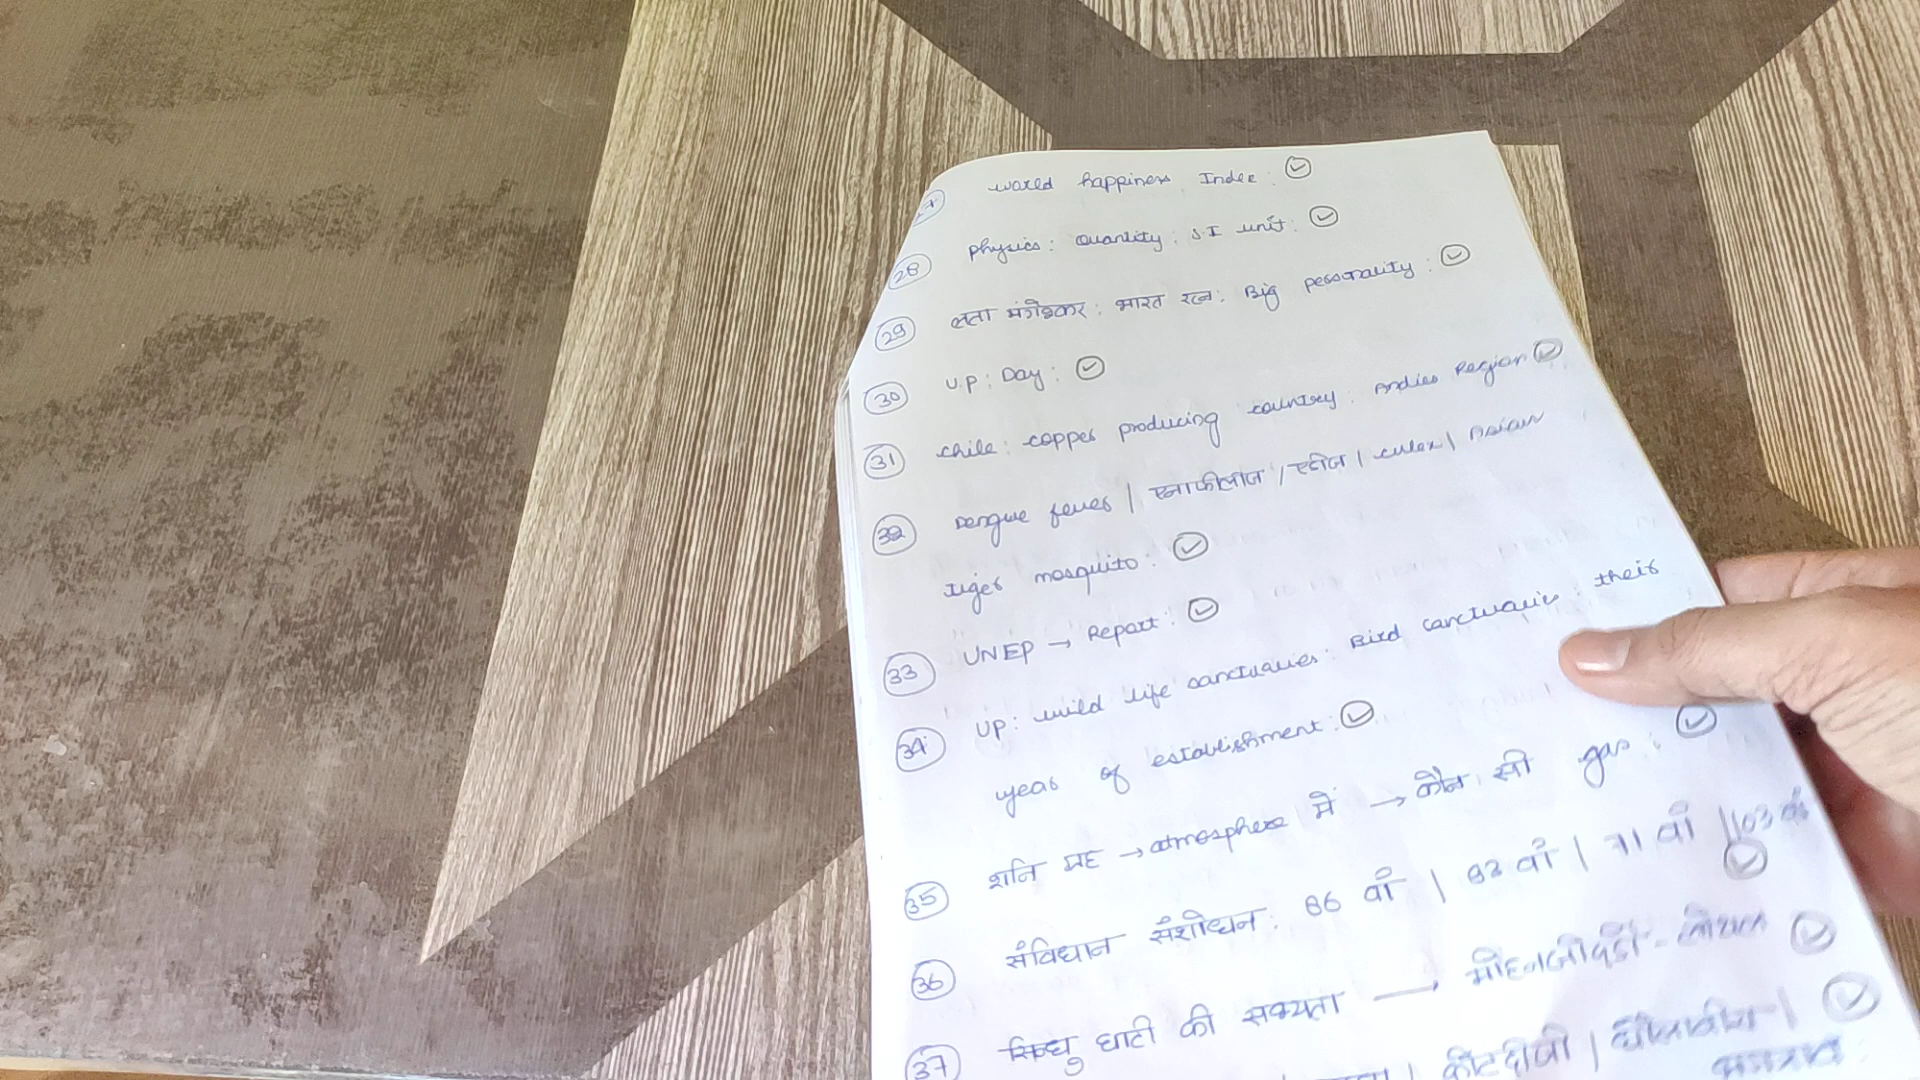 world happiness Index :
28 physics : Quantity : S I unit :
29 लता मंगेशकर : भारत रत्न : Big pesonality :
30 U.P : Day :
31 chile : copper producing country : Andies Region
32 Dengue fever | एनाफीलीज / एडीज | culex | Asian
tiger mosquito :
33 UNEP → Report :
34 UP : wild life sanctuaries : Bird sanctuaries : their
year of establishment :
35 शनि ग्रह → atmosphere में → कौन सी gas :
36 संविधान संशोधन : 86 वाँ | 92 वाँ | 71 वाँ | 103 वाँ
37 सिन्धु घाटी की सभ्यता → मोहनजोदड़ो - लोथल
| कोटदीजी | धौलावीरा |